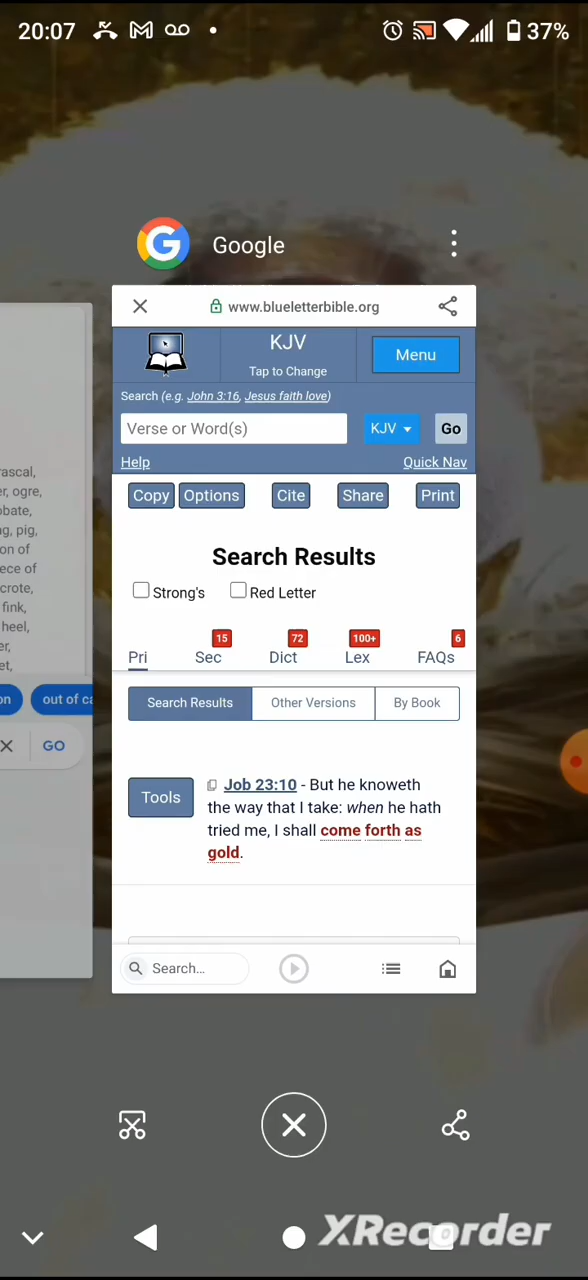 20:07
37%
Google
www.blueletterbible.org
KJV
Tap to Change
Menu
Search (e.g. John 3:16, Jesus faith love)
Verse or Word(s)
KJV
Go
Help
Quick Nav
Copy
Options
Cite
Share
Print
Search Results
Strong's
Red Letter
15
72
100+
6
Pri
Sec
Dict
Lex
FAQs
Search Results
Other Versions
By Book
Tools
Job 23:10 - But he knoweth
the way that I take: when he hath
tried me, I shall come forth as
gold.
Search...
ascal,
er, ogre,
obate,
g, pig,
on of
ece of
crote,
fink,
heel,
er,
et,
on
out of ca
GO
XRecorder